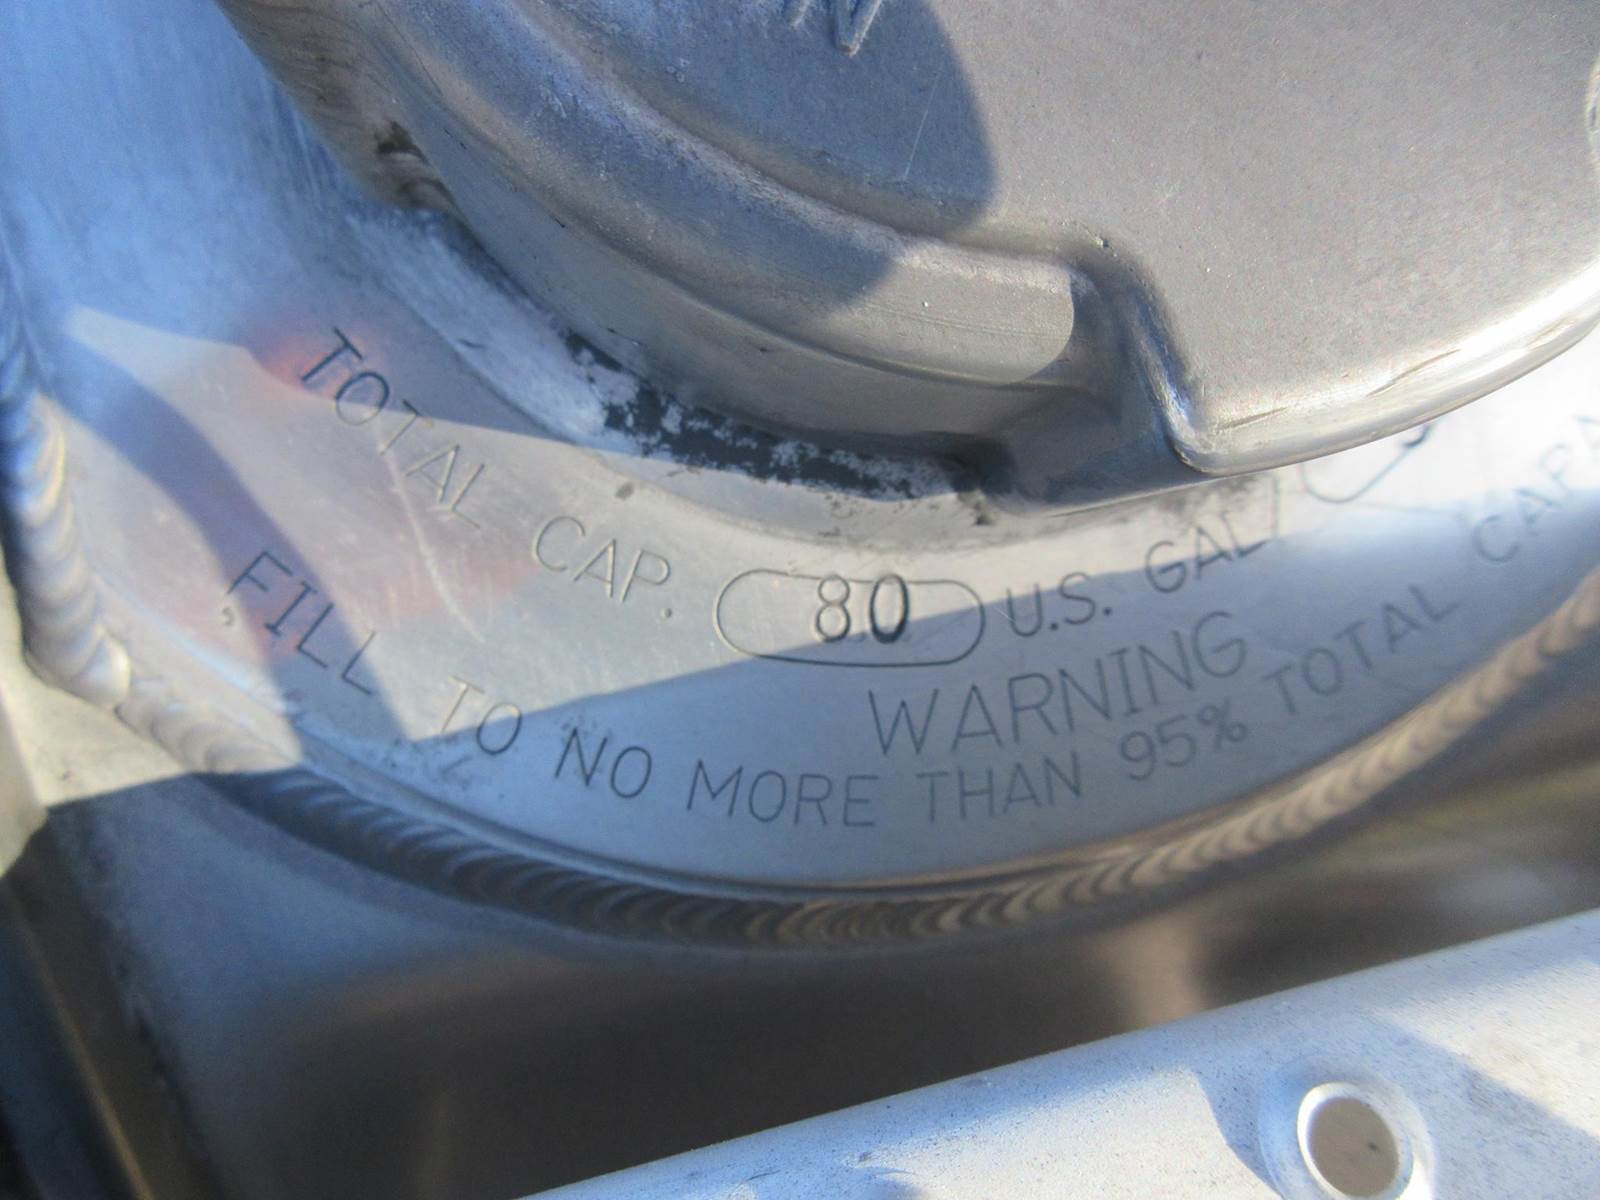 TOTAL CAP. 80 U.S. GAL/
WARNING
FILL TO NO MORE THAN 95% TOTAL